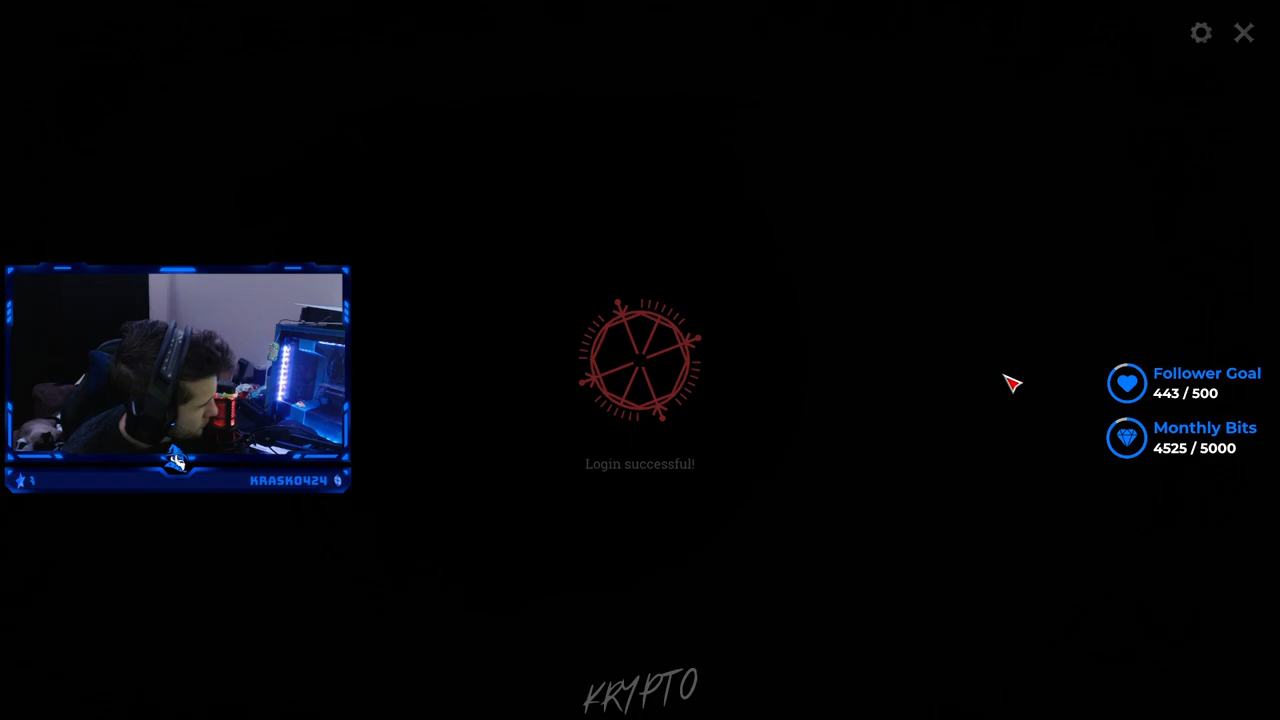 Follower Goal
443 / 500
Monthly Bits
4525 / 5000
Login successful!
KRASKO424
KRYPTO